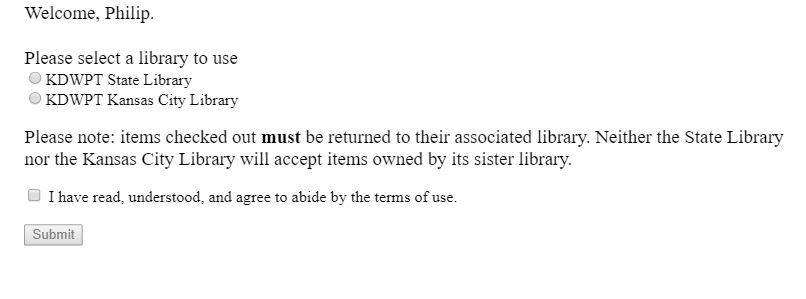 Welcome, Philip.
Please select a library to use
KDWPT State Library
KDWPT Kansas City Library
Please note: items checked out must be returned to their associated library. Neither the State Library
nor the Kansas City Library will accept items owned by its sister library.
I have read, understood, and agree to abide by the terms of use.
Submit